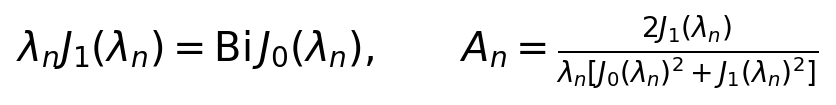 λₙJ₁(λₙ) = Bi J₀(λₙ),  Aₙ = 2J₁(λₙ) / λₙ[J₀(λₙ)² + J₁(λₙ)²]